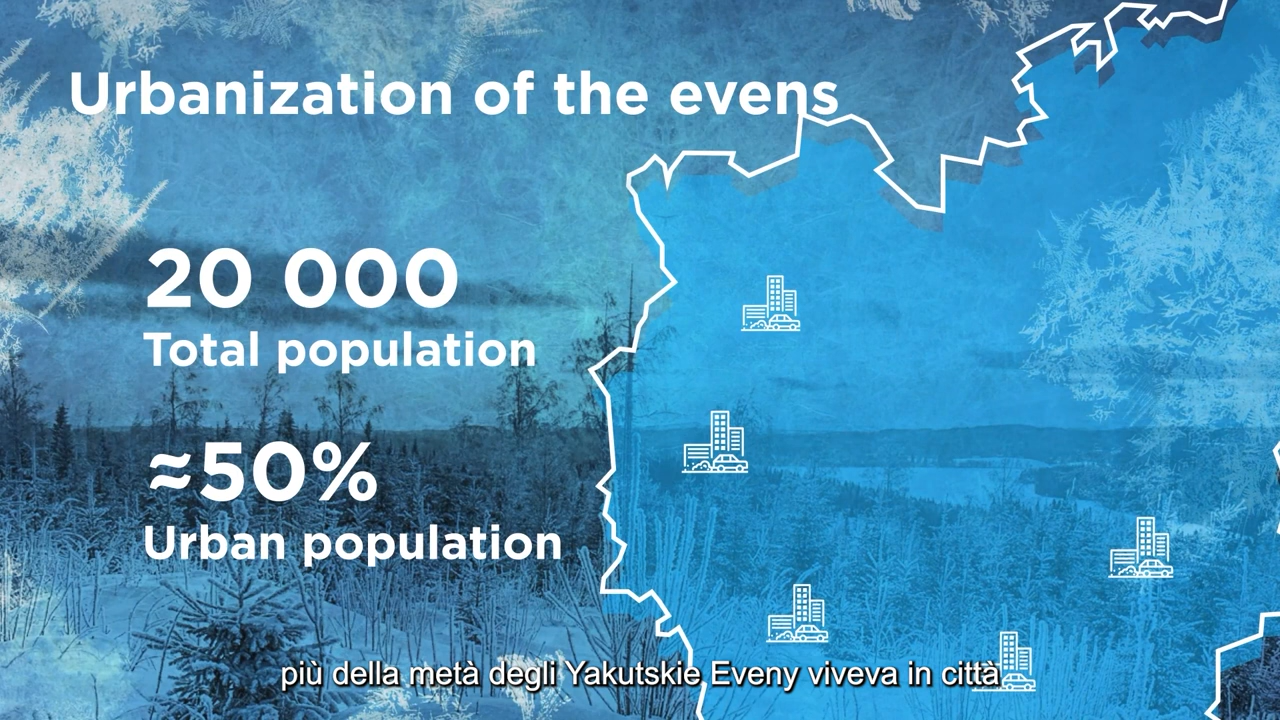 Urbanization of the evens
20 000
Total population
≈50%
Urban population
più della metà degli Yakutskie Eveny viveva in città